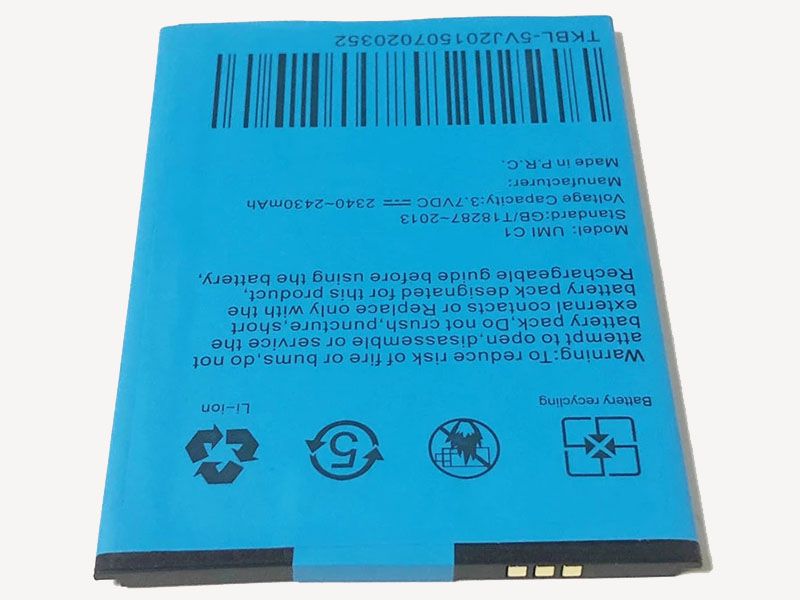 5
Battery recycling Li-ion
Warning:To reduce risk of fire or bums,do not
attempt to open,disassemble or service the
battery pack,Do not crush,puncture,short
external contacts or Replace only with the
battery pack designated for this product,
Rechargeable guide before using the battery,
Model: UMI C1
Standard:GB/T18287-2013
Voltage Capacity:3.7VDC ⎓ 2340~2430mAh
Manufacturer:
Made in P.R.C.
TKBL-5VJ201507020352